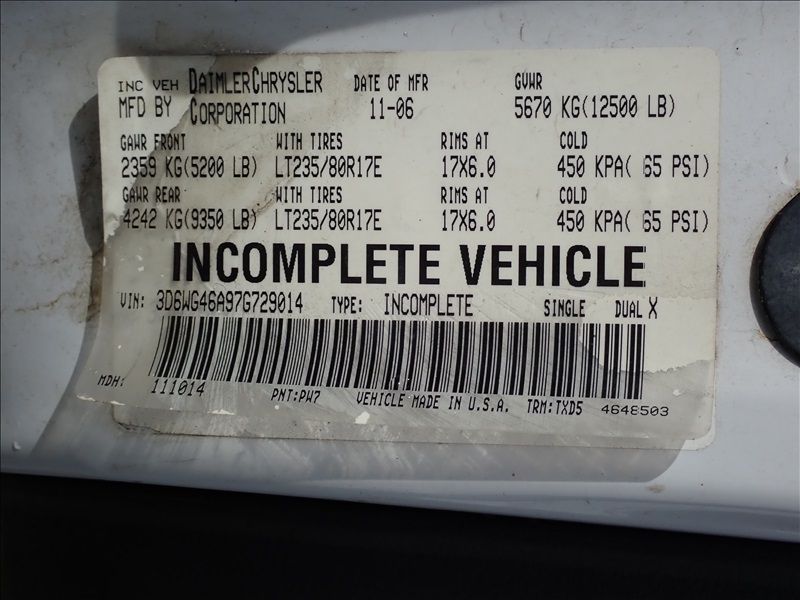 INC VEH DAIMLERCHRYSLER DATE OF MFR GVWR
MFD BY CORPORATION 11-06 5670 KG(12500 LB)
GAWR FRONT WITH TIRES RIMS AT COLD
2359 KG(5200 LB) LT235/80R17E 17X6.0 450 KPA( 65 PSI)
GAWR REAR WITH TIRES RIMS AT COLD
4242 KG(9350 LB) LT235/80R17E 17X6.0 450 KPA( 65 PSI)
INCOMPLETE VEHICLE
VIN: 3D6WG46A97G729014 TYPE: INCOMPLETE SINGLE DUAL X
MDH: 111014 PNT:PW7 VEHICLE MADE IN U.S.A. TRM:TXD5 4648503